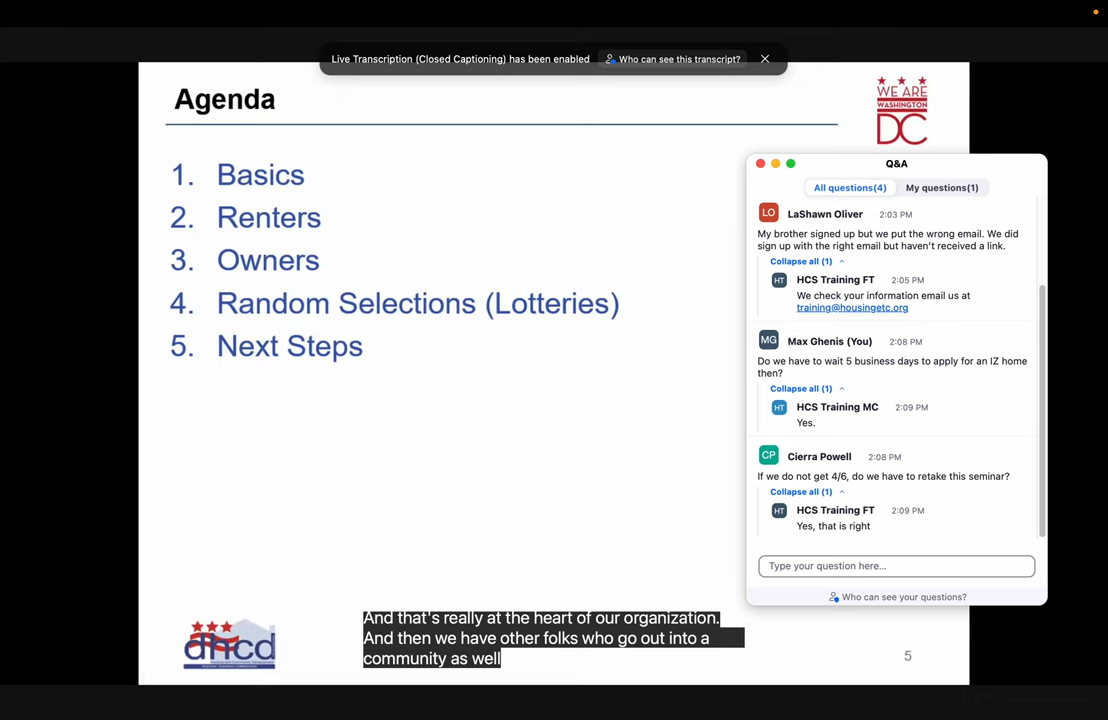 Live Transcription (Closed Captioning) has been enabled
Who can see this transcript?
Agenda
WE ARE
WASHINGTON
DC
1. Basics
2. Renters
3. Owners
4. Random Selections (Lotteries)
5. Next Steps
Q&A
All questions(4)
My questions(1)
LO
LaShawn Oliver
2:03 PM
My brother signed up but we put the wrong email. We did
sign up with the right email but haven't received a link.
Collapse all (1)
HT
HCS Training FT
2:05 PM
We check your information email us at
training@housingetc.org
MG
Max Ghenis (You)
2:08 PM
Do we have to wait 5 business days to apply for an IZ home
then?
Collapse all (1)
HT
HCS Training MC
2:09 PM
Yes.
CP
Cierra Powell
2:08 PM
If we do not get 4/6, do we have to retake this seminar?
Collapse all (1)
HT
HCS Training FT
2:09 PM
Yes, that is right
Type your question here...
Who can see your questions?
And that's really at the heart of our organization.
And then we have other folks who go out into a
community as well
dhcd
5